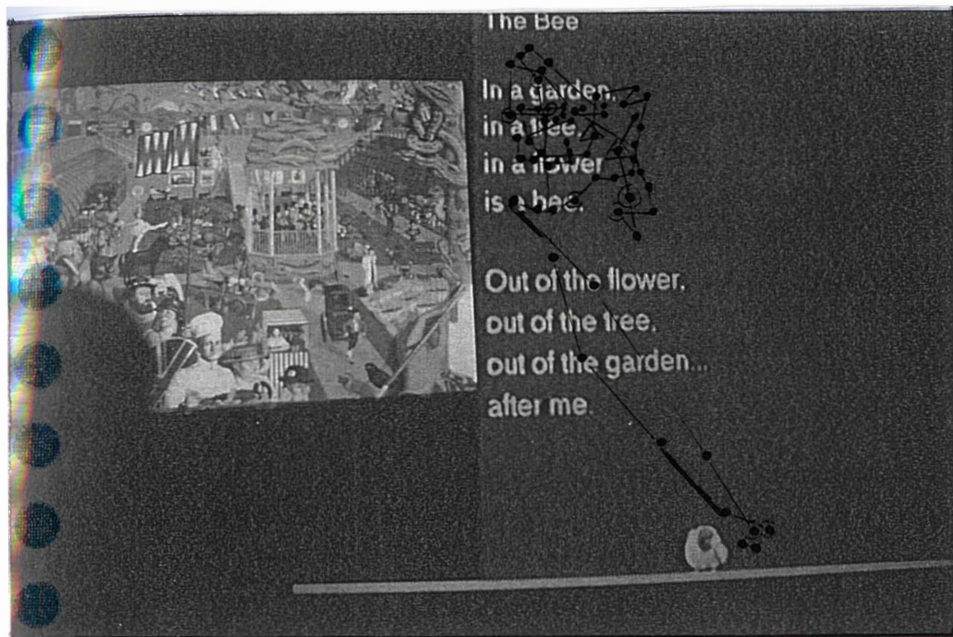 The Bee
In a garden,
in a tree,
in a flower
is a bee.
Out of the flower,
out of the tree,
out of the garden...
after me.